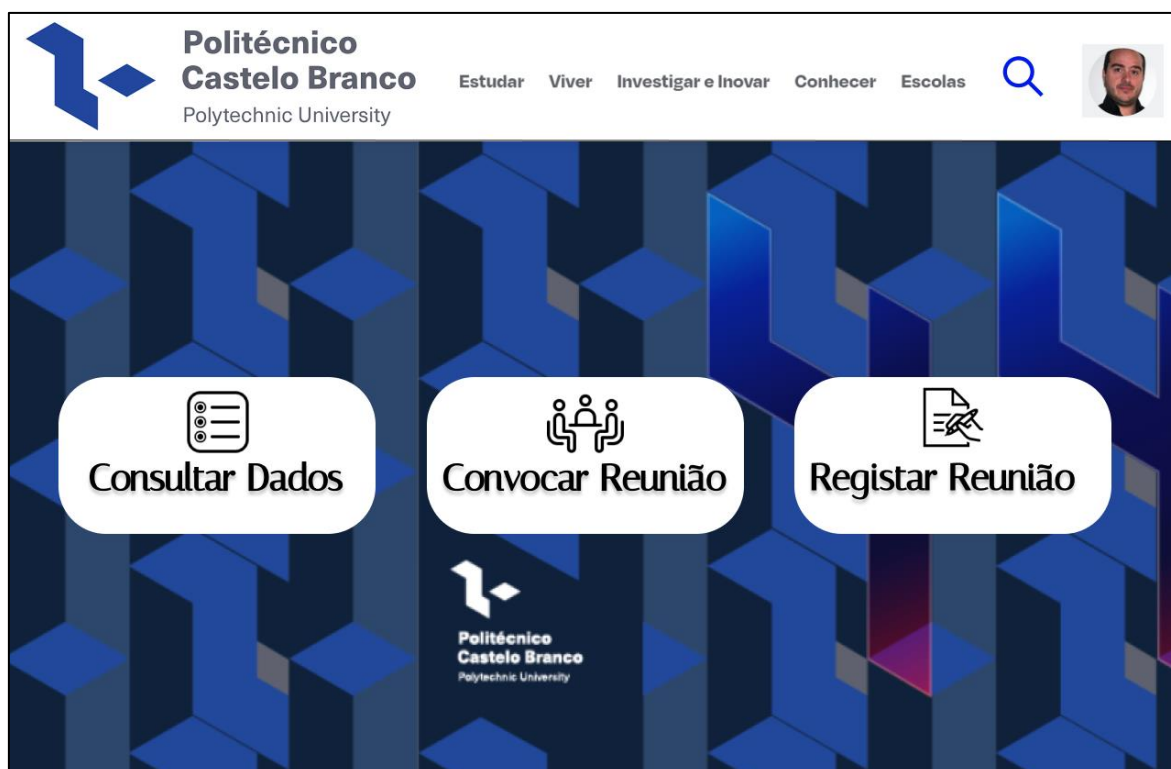 Politécnico
Castelo Branco
Polytechnic University
Estudar Viver Investigar e Inovar Conhecer Escolas
Consultar Dados
Convocar Reunião
Registar Reunião
Politécnico
Castelo Branco
Polytechnic University